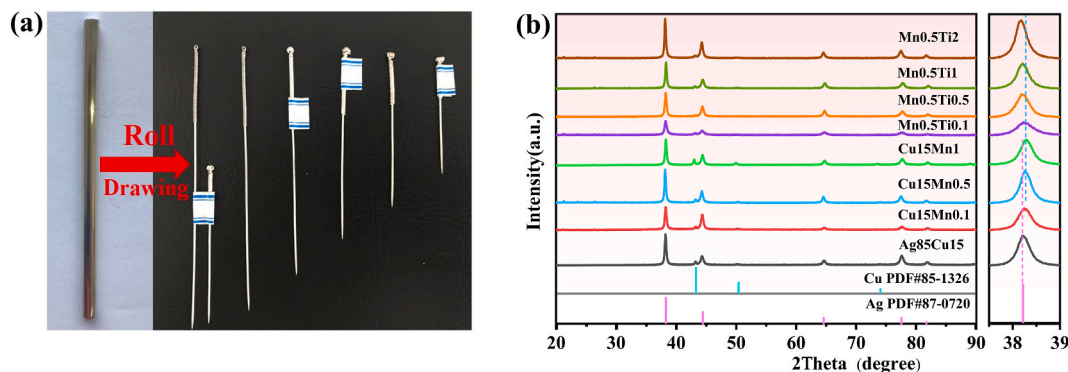 (a)
Roll
Drawing
(b)
Intensity(a.u.)
Mn0.5Ti2
Mn0.5Ti1
Mn0.5Ti0.5
Mn0.5Ti0.1
Cu15Mn1
Cu15Mn0.5
Cu15Mn0.1
Ag85Cu15
Cu PDF#85-1326
Ag PDF#87-0720
20 30 40 50 60 70 80 90
38 39
2Theta (degree)